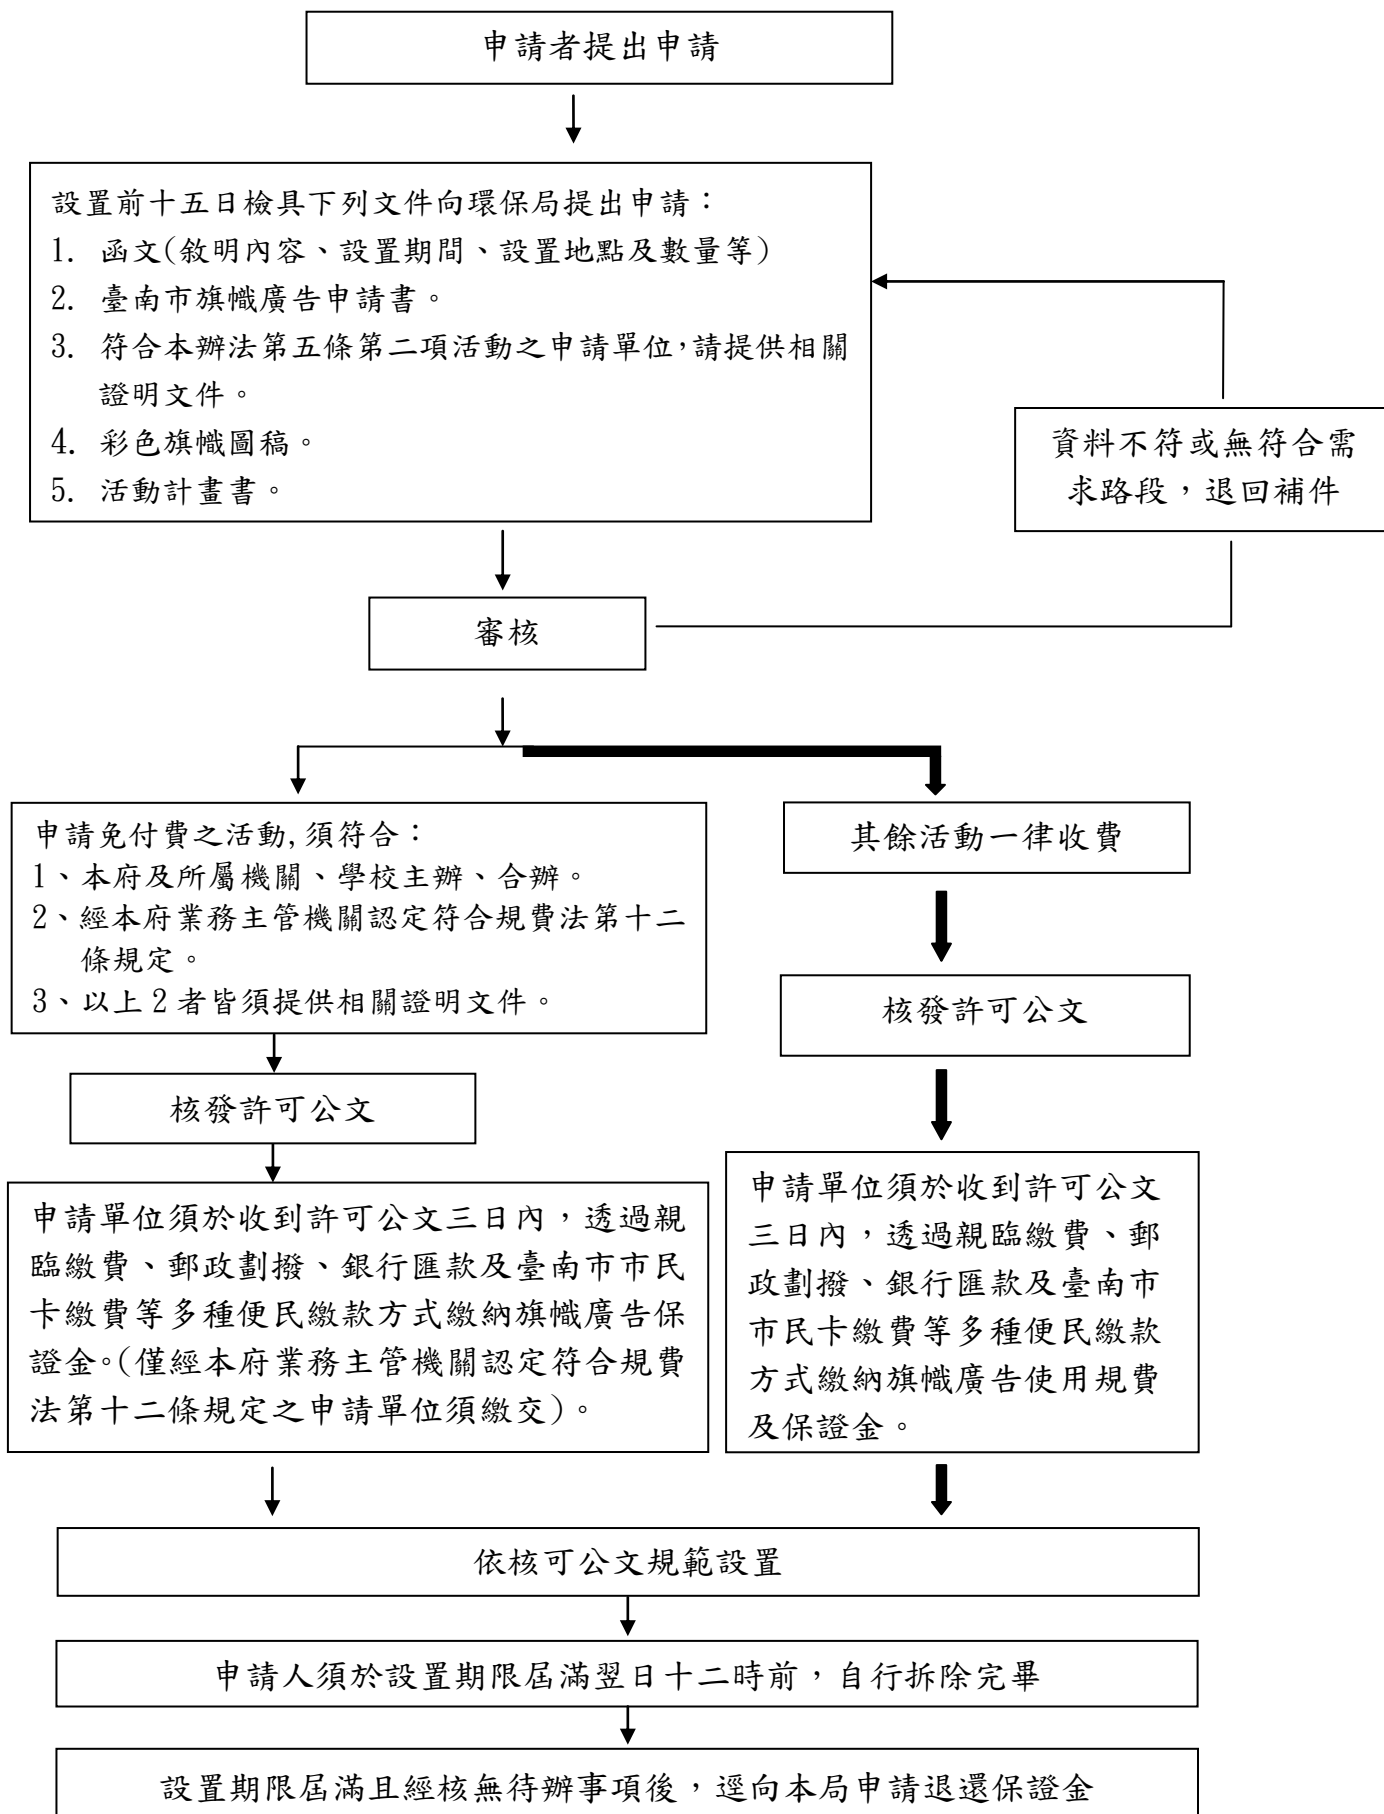 申請者提出申請
設置前十五日檢具下列文件向環保局提出申請：
1. 函文(敘明內容、設置期間、設置地點及數量等)
2. 臺南市旗幟廣告申請書。
3. 符合本辦法第五條第二項活動之申請單位,請提供相關
證明文件。
4. 彩色旗幟圖稿。
5. 活動計畫書。
資料不符或無符合需
求路段，退回補件
審核
申請免付費之活動,須符合：
1、本府及所屬機關、學校主辦、合辦。
2、經本府業務主管機關認定符合規費法第十二
條規定。
3、以上2者皆須提供相關證明文件。
其餘活動一律收費
核發許可公文
核發許可公文
申請單位須於收到許可公文三日內，透過親
臨繳費、郵政劃撥、銀行匯款及臺南市市民
卡繳費等多種便民繳款方式繳納旗幟廣告保
證金。(僅經本府業務主管機關認定符合規費
法第十二條規定之申請單位須繳交)。
申請單位須於收到許可公文
三日內，透過親臨繳費、郵
政劃撥、銀行匯款及臺南市
市民卡繳費等多種便民繳款
方式繳納旗幟廣告使用規費
及保證金。
依核可公文規範設置
申請人須於設置期限屆滿翌日十二時前，自行拆除完畢
設置期限屆滿且經核無待辦事項後，逕向本局申請退還保證金